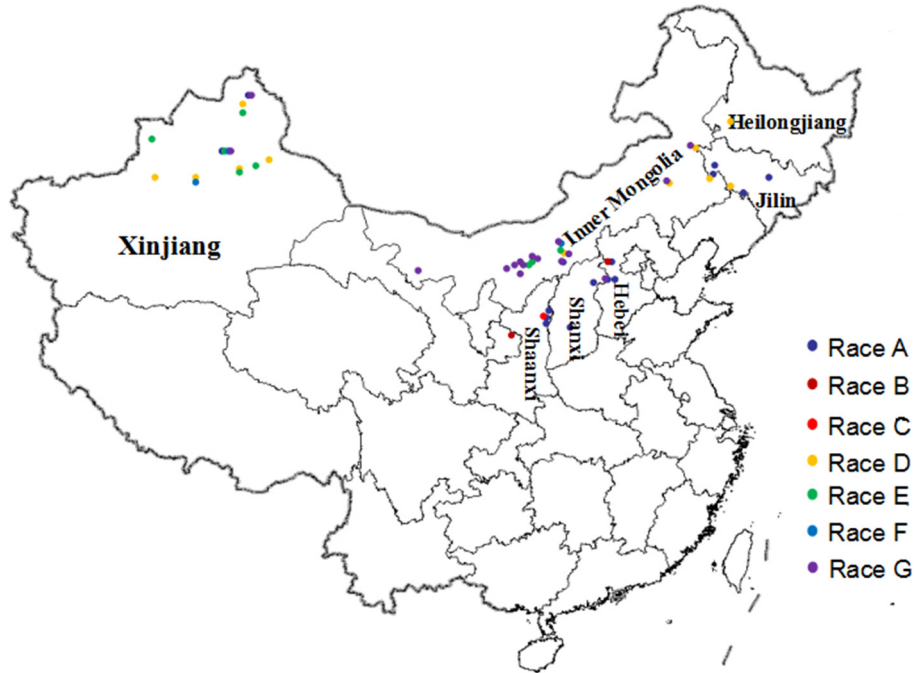 Heilongjiang
Inner Mongolia
Jilin
Xinjiang
Hebei
Shanxi
Shaanxi
Race A
Race B
Race C
Race D
Race E
Race F
Race G